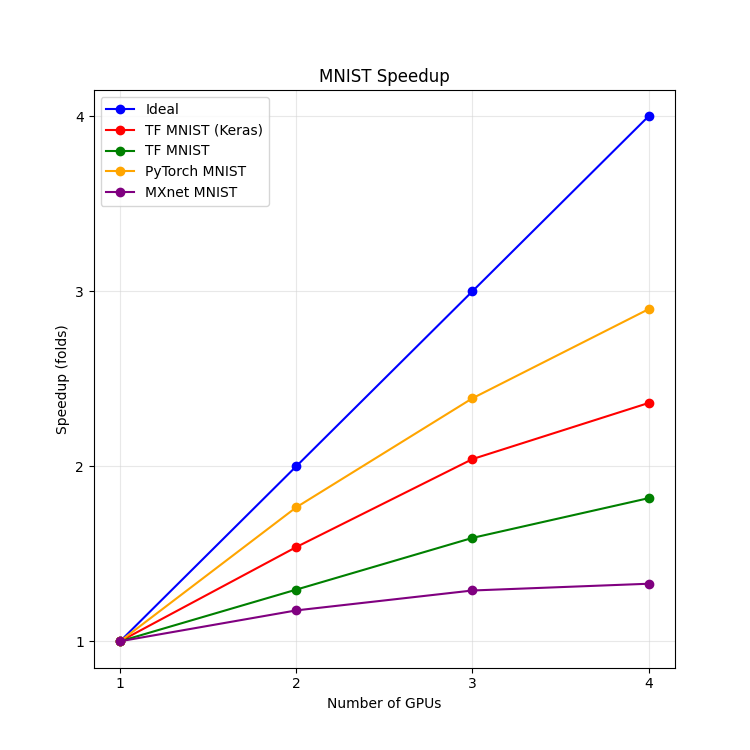 MNIST Speedup
Ideal
TF MNIST (Keras)
TF MNIST
PyTorch MNIST
MXnet MNIST
4
3
2
1
Speedup (folds)
1 2 3 4
Number of GPUs